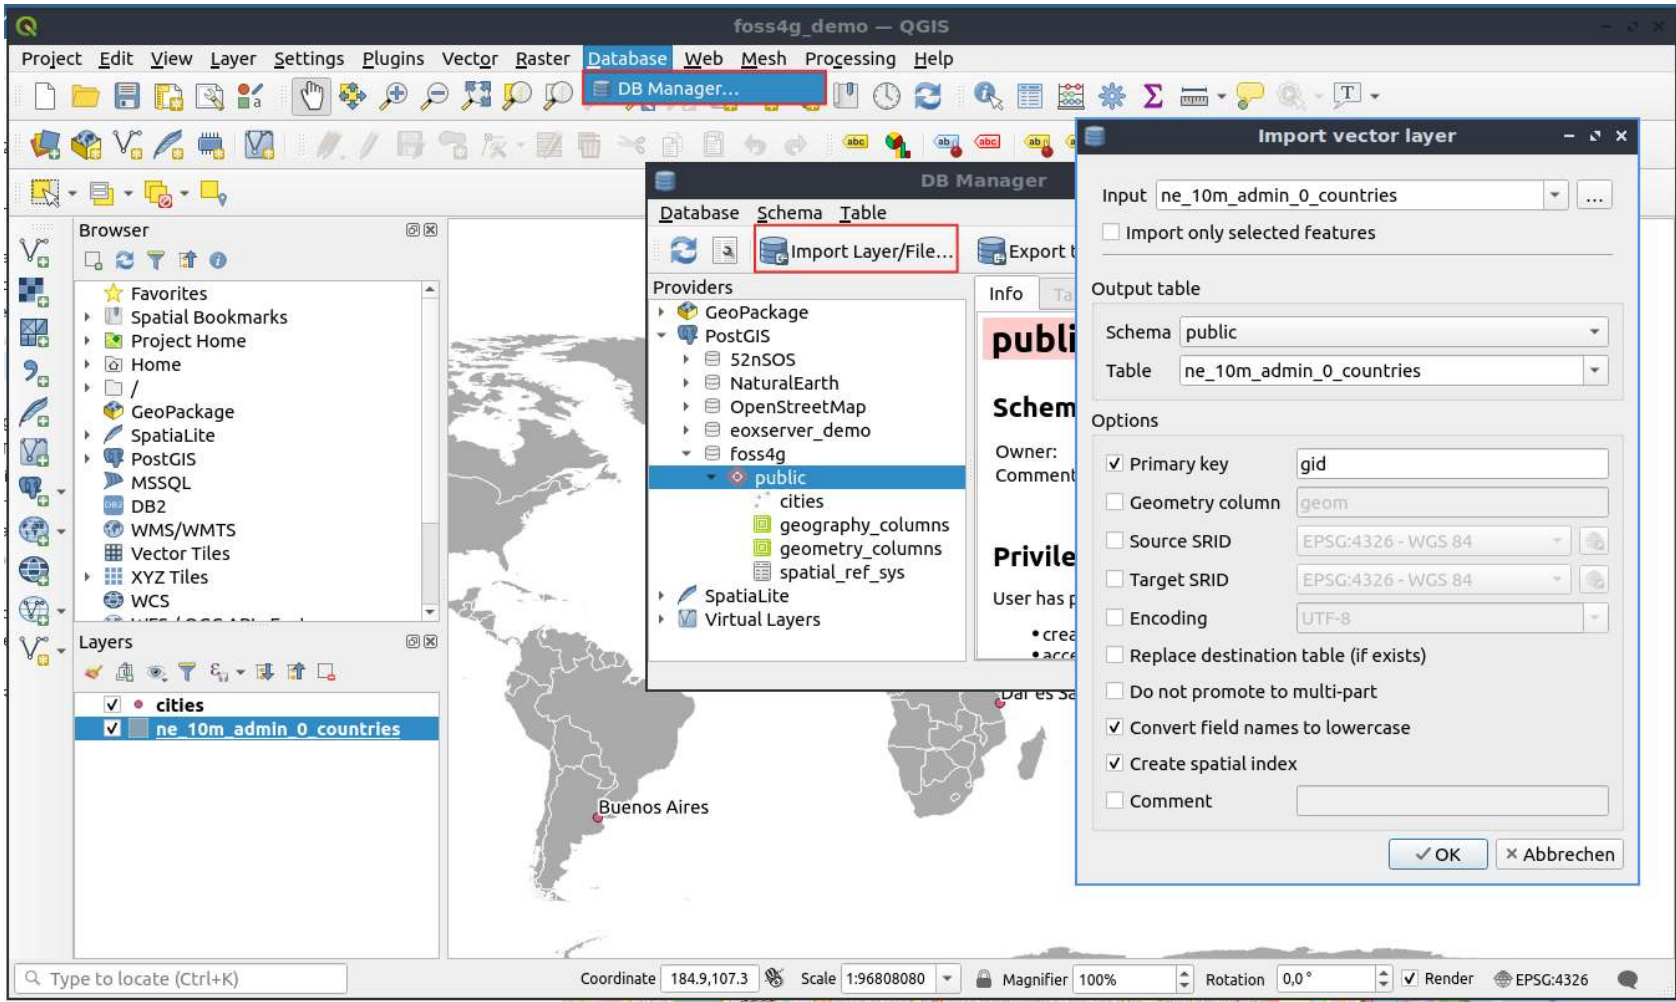 foss4g_demo — QGIS
Project Edit View Layer Settings Plugins Vector Raster Database Web Mesh Processing Help
DB Manager...
Import vector layer
Input ne_10m_admin_0_countries ...
Import only selected features
Output table
Schema public
Table ne_10m_admin_0_countries
Options
Primary key gid
Geometry column geom
Source SRID EPSG:4326 - WGS 84
Target SRID EPSG:4326 - WGS 84
Encoding UTF-8
Replace destination table (if exists)
Do not promote to multi-part
Convert field names to lowercase
Create spatial index
Comment
OK Abbrechen
DB Manager
Database Schema Table
Import Layer/File... Export t
Providers
GeoPackage
PostGIS
52nSOS
NaturalEarth
OpenStreetMap
eoxserver_demo
foss4g
public
cities
geography_columns
geometry_columns
spatial_ref_sys
SpatiaLite
Virtual Layers
Info Ta
publi
Schem
Owner:
Comment
Privile
User has p
• crea
• acce
Browser
Favorites
Spatial Bookmarks
Project Home
Home
/
GeoPackage
SpatiaLite
PostGIS
MSSQL
DB2
WMS/WMTS
Vector Tiles
XYZ Tiles
WCS
Layers
cities
ne_10m_admin_0_countries
Dar es Sa
Buenos Aires
Type to locate (Ctrl+K) Coordinate 184.9,107.3 Scale 1:96808080 Magnifier 100% Rotation 0,0 ° Render EPSG:4326